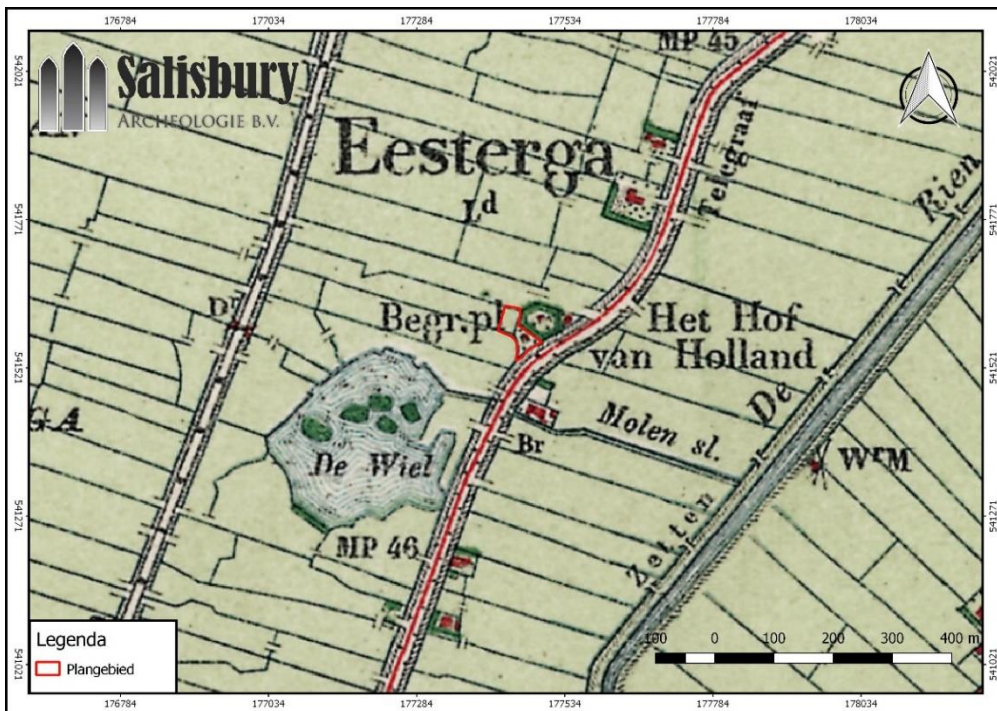 176784 177034 177284 177534 177784 178034
542021 542021
541771 541771
541521 541521
541271 541271
541021 541021
Salisbury
ARCHEOLOGIE B.V.
MP 45
Eesterga
Ld
Telegraaf
Rien
Begr.pl
Het Hof
van Holland
De
GA
De Wiel
Br
Molen sl.
WrM
MP 46
Zetten
Legenda
Plangebied
100 0 100 200 300 400 m
176784 177034 177284 177534 177784 178034